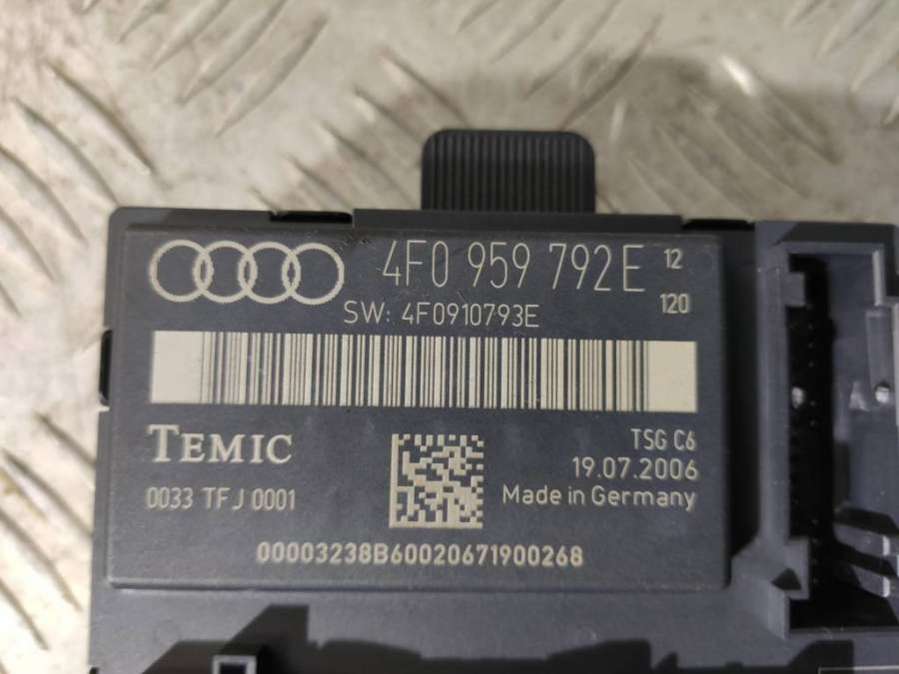 4F0 959 792E 12
120
SW: 4F0910793E
TEMIC
TSG C6
19.07.2006
0033 TFJ 0001
Made in Germany
00003238B60020671900268